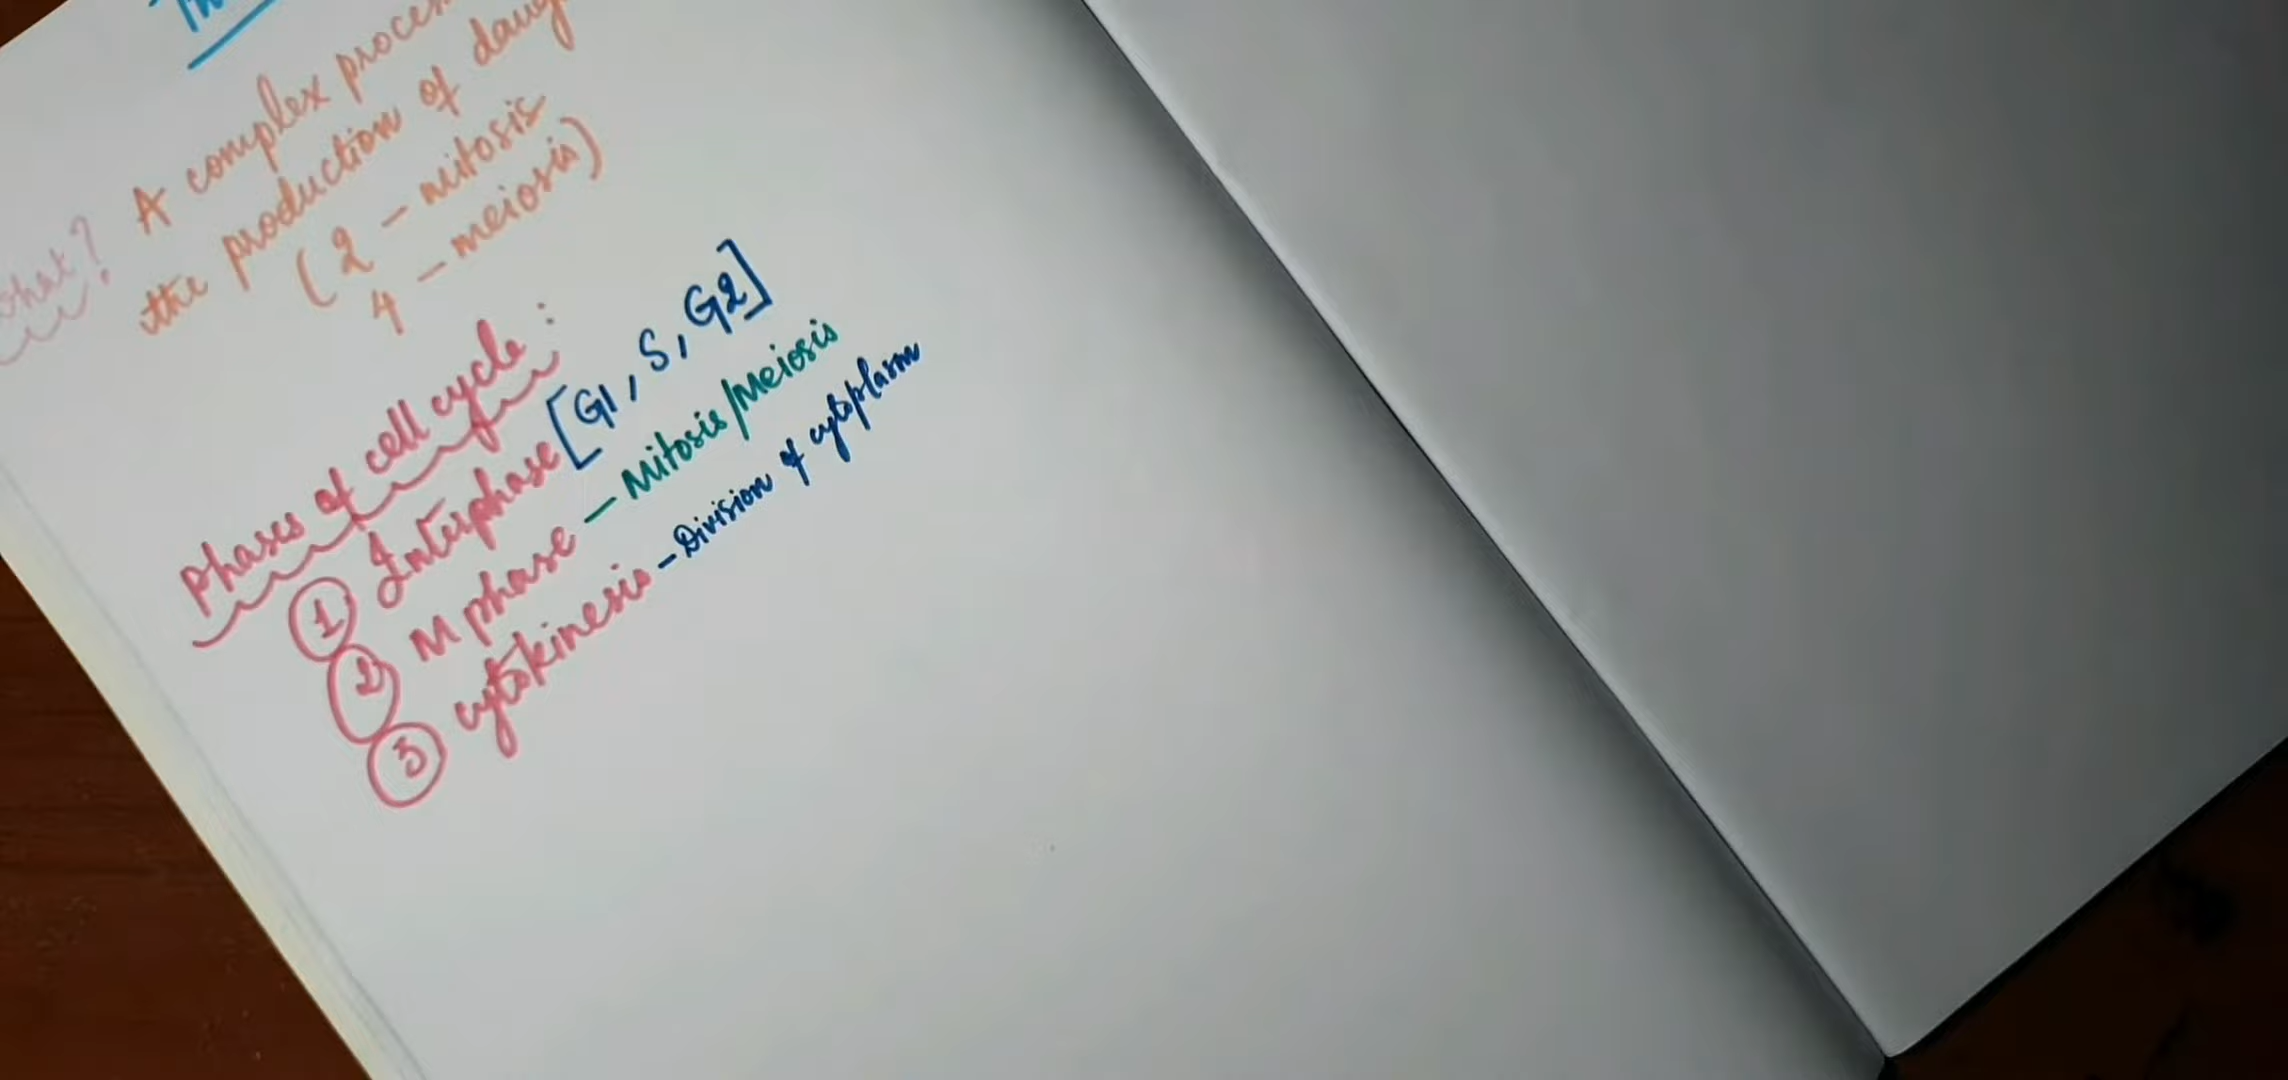 What? A complex process
the production of daug
(2 - mitosis
4 - meiosis)
Phases of cell cycle:
1 Interphase [G1, S, G2]
2 M phase - Mitosis/Meiosis
3 cytokinesis - Division of cytoplasm